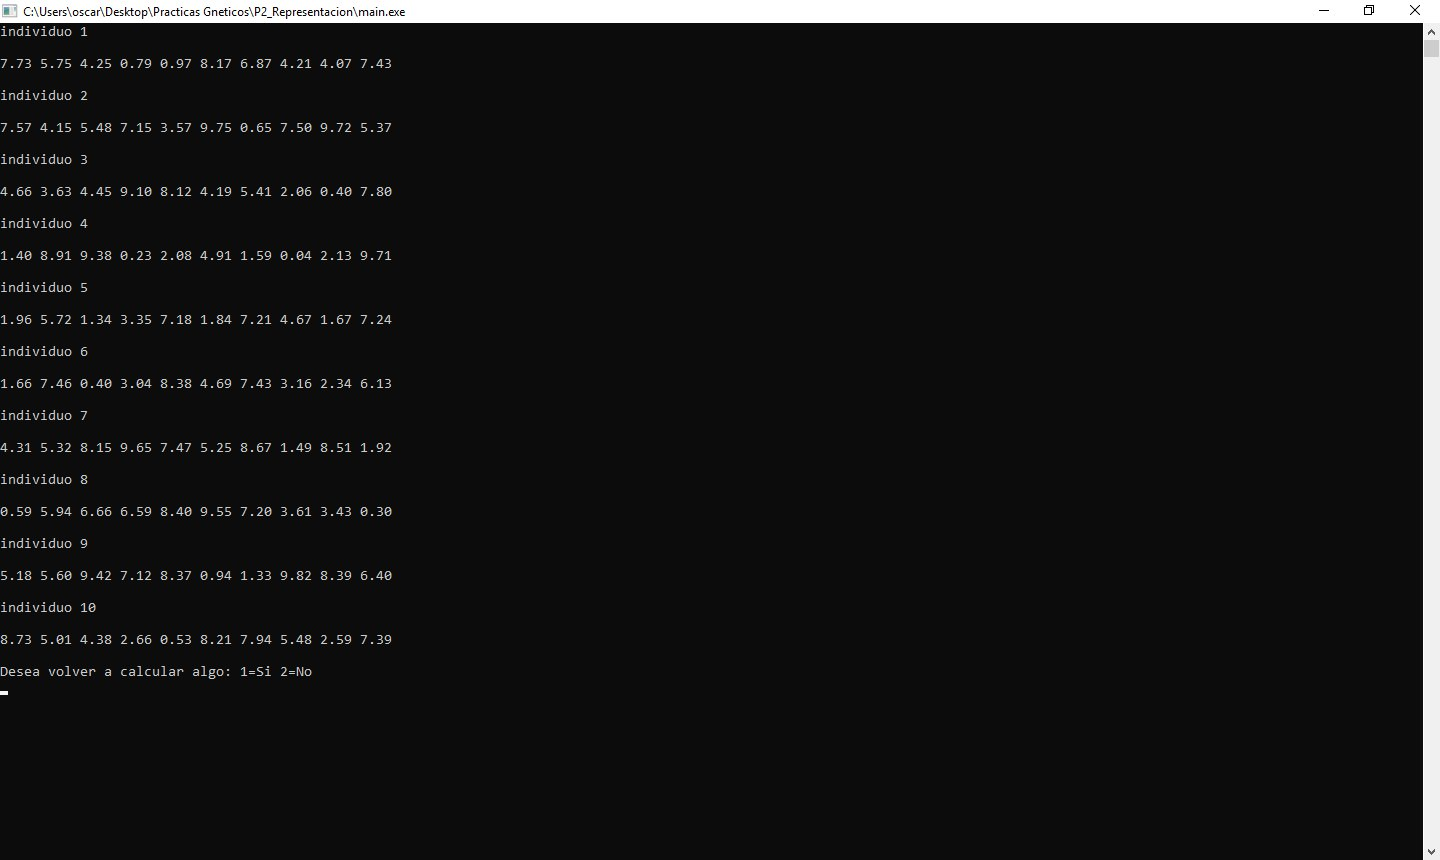 C:\Users\oscar\Desktop\Practicas Gneticos\P2_Representacion\main.exe
individuo 1
7.73 5.75 4.25 0.79 0.97 8.17 6.87 4.21 4.07 7.43
individuo 2
7.57 4.15 5.48 7.15 3.57 9.75 0.65 7.50 9.72 5.37
individuo 3
4.66 3.63 4.45 9.10 8.12 4.19 5.41 2.06 0.40 7.80
individuo 4
1.40 8.91 9.38 0.23 2.08 4.91 1.59 0.04 2.13 9.71
individuo 5
1.96 5.72 1.34 3.35 7.18 1.84 7.21 4.67 1.67 7.24
individuo 6
1.66 7.46 0.40 3.04 8.38 4.69 7.43 3.16 2.34 6.13
individuo 7
4.31 5.32 8.15 9.65 7.47 5.25 8.67 1.49 8.51 1.92
individuo 8
0.59 5.94 6.66 6.59 8.40 9.55 7.20 3.61 3.43 0.30
individuo 9
5.18 5.60 9.42 7.12 8.37 0.94 1.33 9.82 8.39 6.40
individuo 10
8.73 5.01 4.38 2.66 0.53 8.21 7.94 5.48 2.59 7.39
Desea volver a calcular algo: 1=Si 2=No